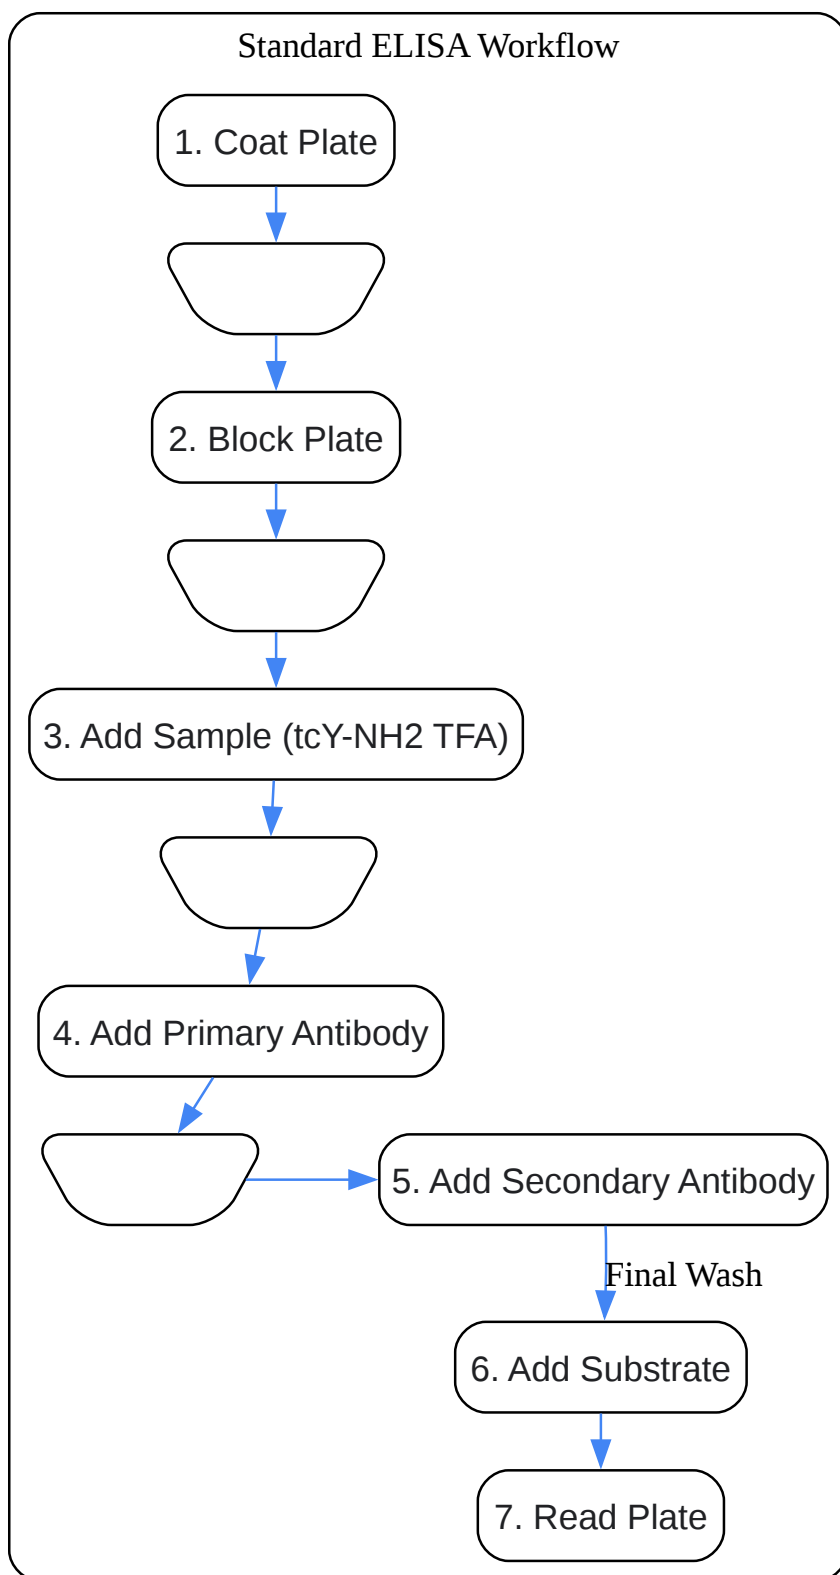 Standard ELISA Workflow
1. Coat Plate
2. Block Plate
3. Add Sample (tcY-NH2 TFA)
4. Add Primary Antibody
5. Add Secondary Antibody
Final Wash
6. Add Substrate
7. Read Plate